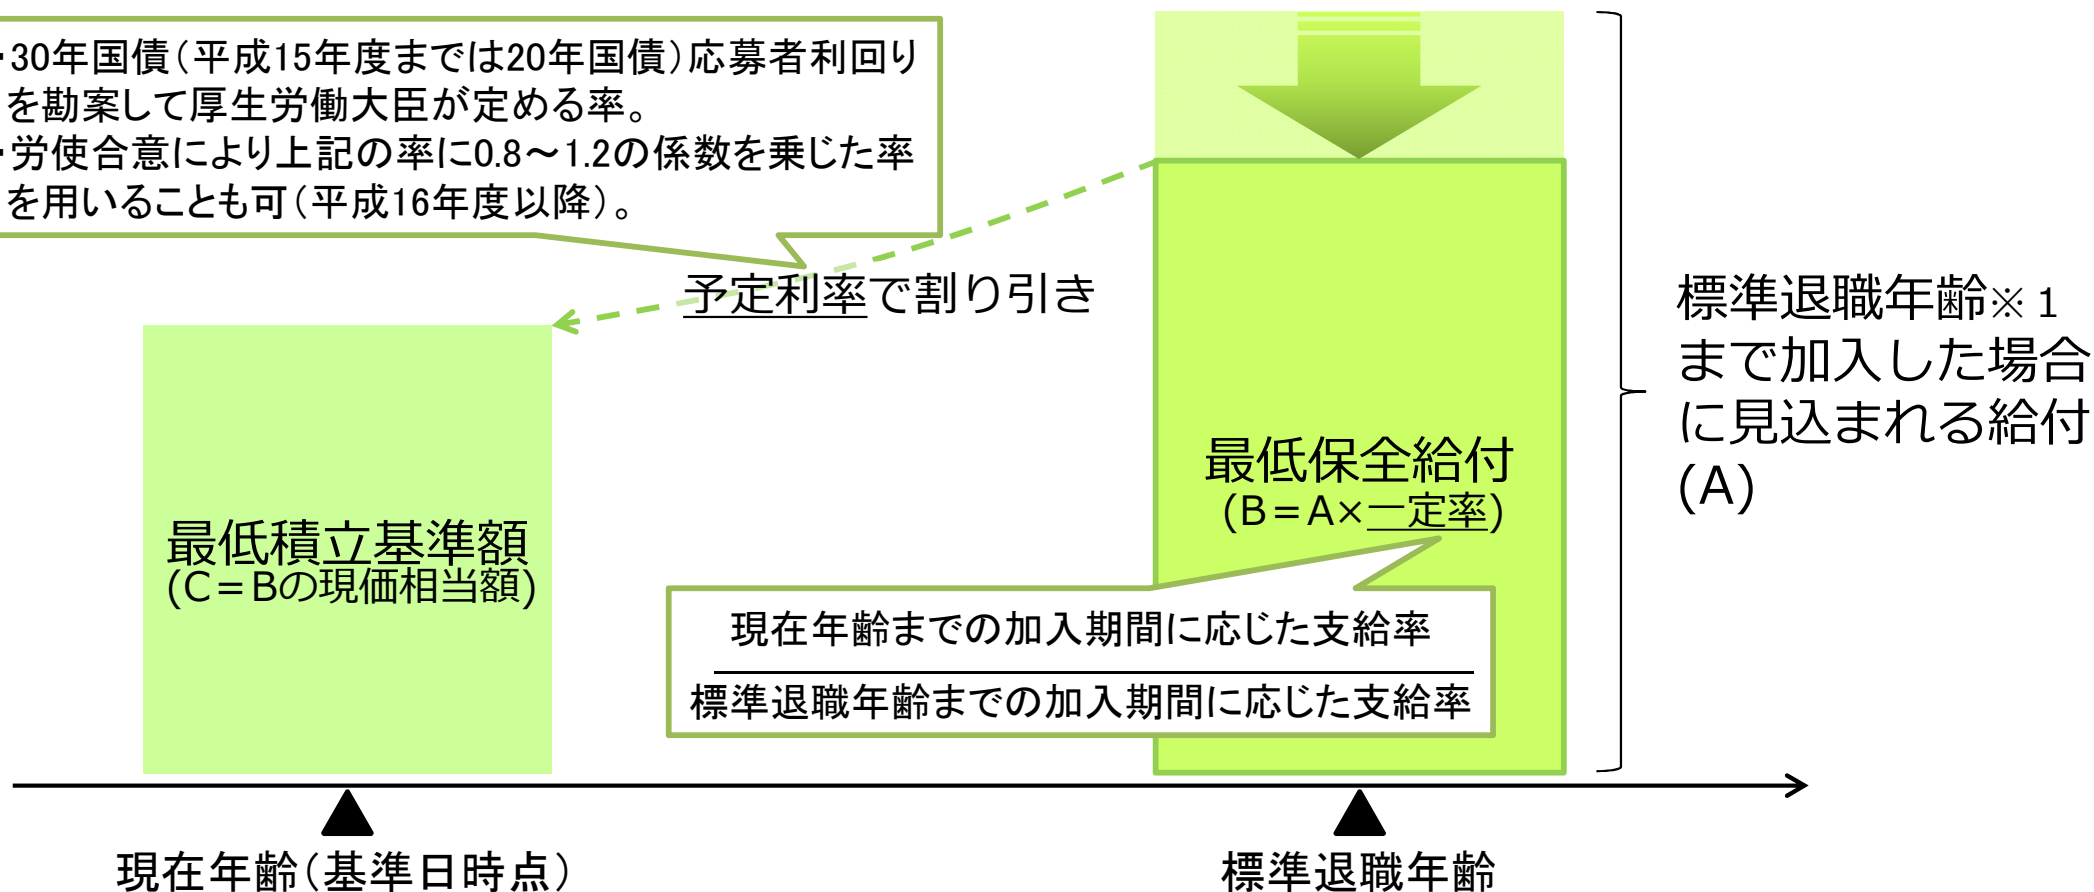 ・30年国債（平成15年度までは20年国債）応募者利回り
を勘案して厚生労働大臣が定める率。
・労使合意により上記の率に0.8～1.2の係数を乗じた率
を用いることも可（平成16年度以降）。
予定利率で割り引き
標準退職年齢※1
まで加入した場合
に見込まれる給付
(A)
最低保全給付
(B＝A×一定率)
最低積立基準額
(C＝Bの現価相当額)
現在年齢までの加入期間に応じた支給率
標準退職年齢までの加入期間に応じた支給率
現在年齢（基準日時点）
標準退職年齢